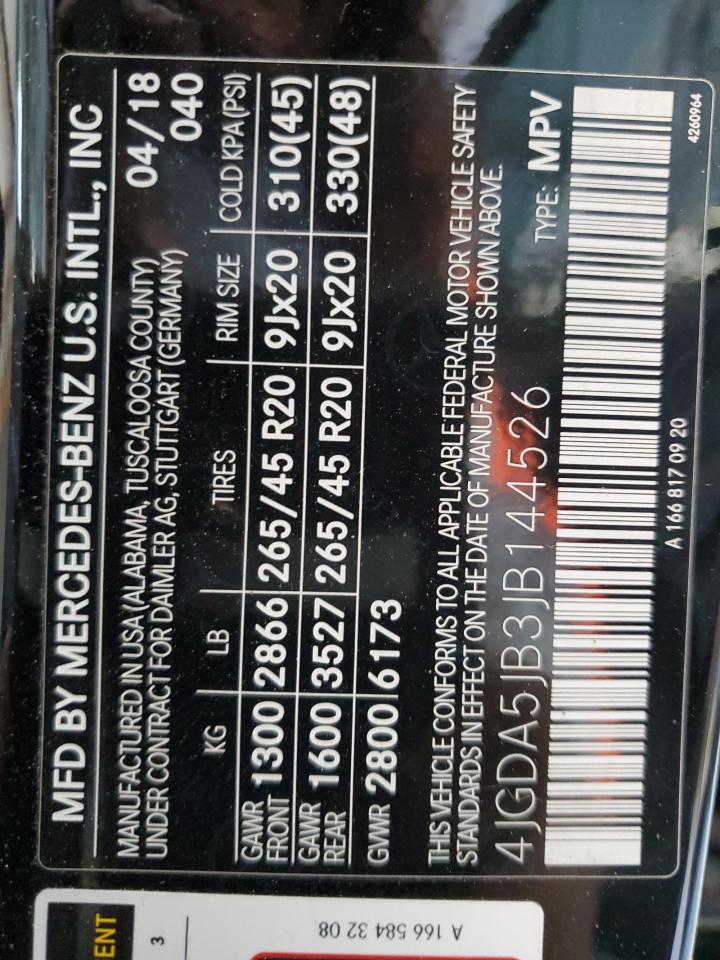 MFD BY MERCEDES-BENZ U.S. INTL., INC
MANUFACTURED IN USA (ALABAMA, TUSCALOOSA COUNTY) 04/18
UNDER CONTRACT FOR DAIMLER AG, STUTTGART (GERMANY) 040
KG LB TIRES RIM SIZE COLD KPA (PSI)
GAWR FRONT 1300 2866 265/45 R20 9Jx20 310(45)
GAWR REAR 1600 3527 265/45 R20 9Jx20 330(48)
GVWR 2800 6173
THIS VEHICLE CONFORMS TO ALL APPLICABLE FEDERAL MOTOR VEHICLE SAFETY
STANDARDS IN EFFECT ON THE DATE OF MANUFACTURE SHOWN ABOVE.
4JGDA5JB3JB144526 TYPE: MPV
A 166 817 09 20
4260964
ENT
3
A 166 584 32 08